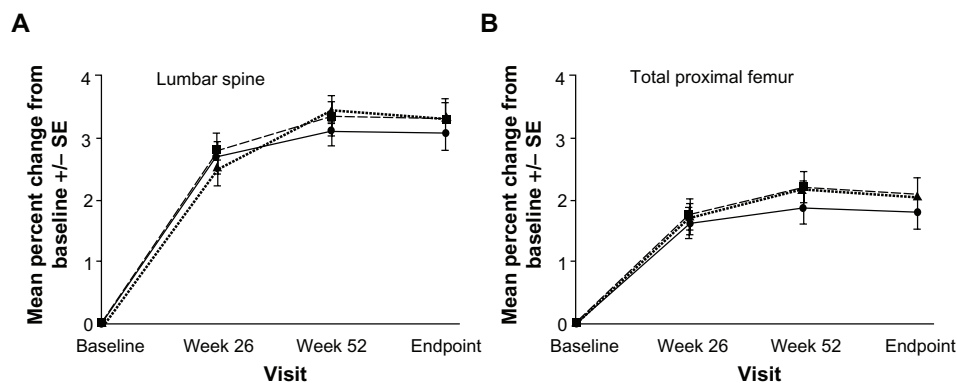 A
Lumbar spine
Mean percent change from
baseline +/– SE
4
3
2
1
0
Baseline Week 26 Week 52 Endpoint
Visit
B
Total proximal femur
Mean percent change from
baseline +/– SE
4
3
2
1
0
Baseline Week 26 Week 52 Endpoint
Visit